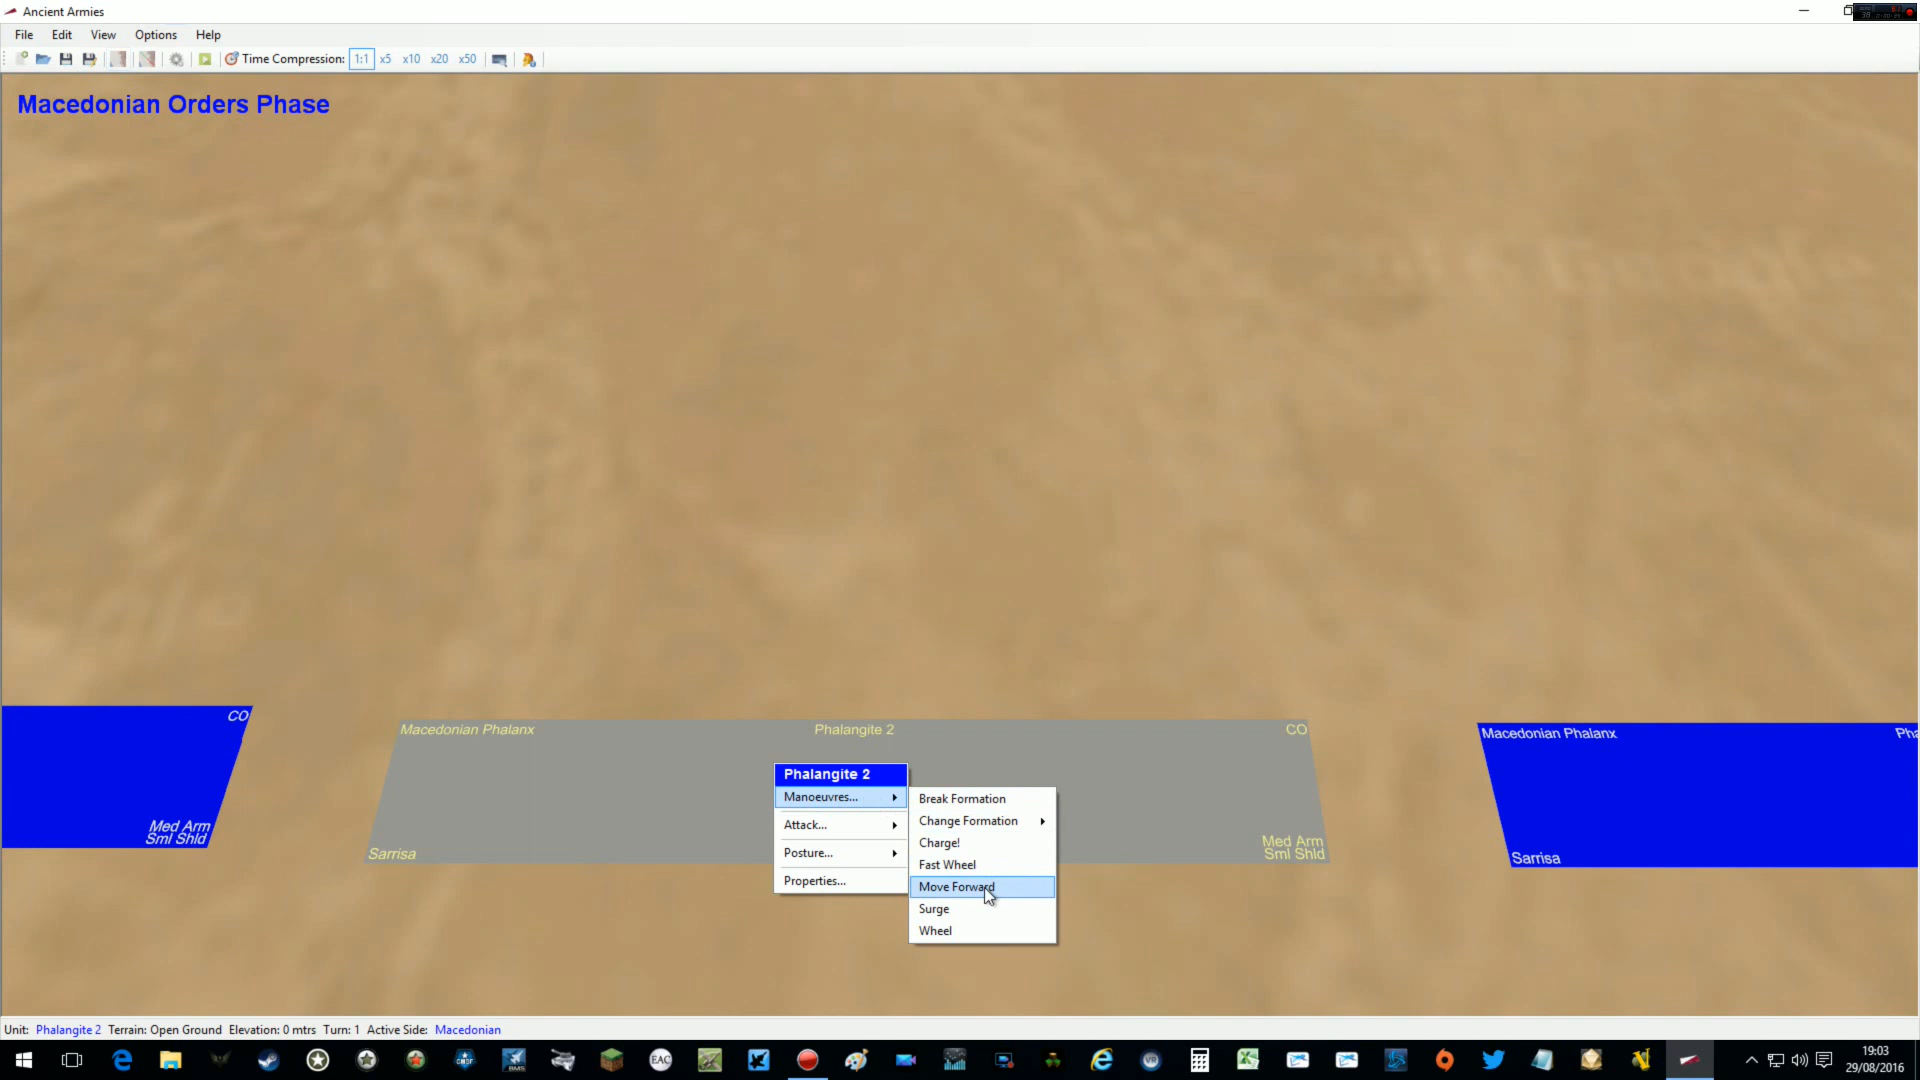 Ancient Armies
File Edit View Options Help
Time Compression: 1:1 x5 x10 x20 x50
Macedonian Orders Phase
CO
Med Arm
Sml Shld
Macedonian Phalanx Phalangite 2 CO
Sarrisa
Med Arm
Sml Shld
Macedonian Phalanx Pha
Sarrisa
Phalangite 2
Manoeuvres...
Attack...
Posture...
Properties...
Break Formation
Change Formation
Charge!
Fast Wheel
Move Forward
Surge
Wheel
Unit: Phalangite 2 Terrain: Open Ground Elevation: 0 mtrs Turn: 1 Active Side: Macedonian
BMS
EAC
VR
19:03
29/08/2016